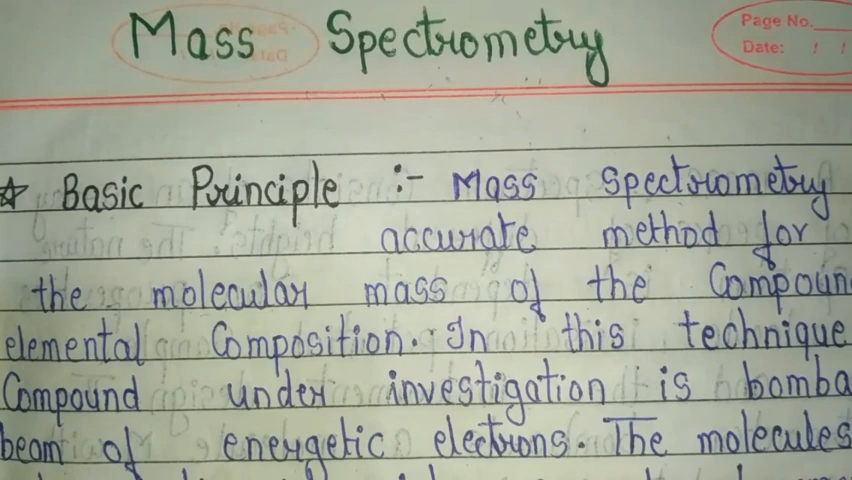 Mass Spectrometry
Page No.
Date: / /
☆ Basic Principle :- Mass Spectrometry
accurate method for
the molecular mass of the Compoun
elemental Composition. In this technique
Compound under investigation is bomba
beam of energetic electrons. The molecules